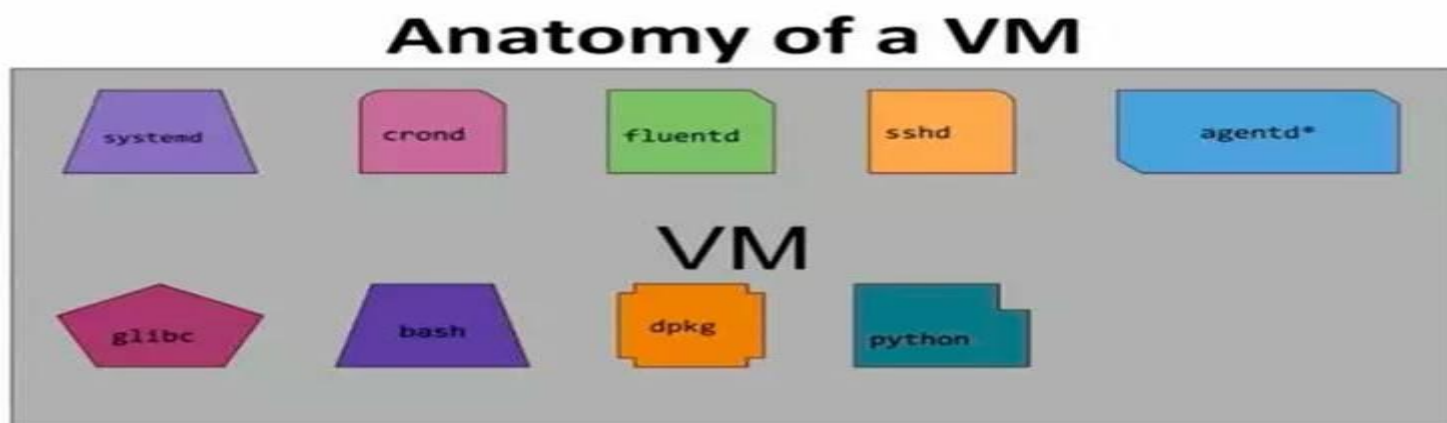 Anatomy of a VM
systemd
crond
fluentd
sshd
agentd*
VM
glibc
bash
dpkg
python